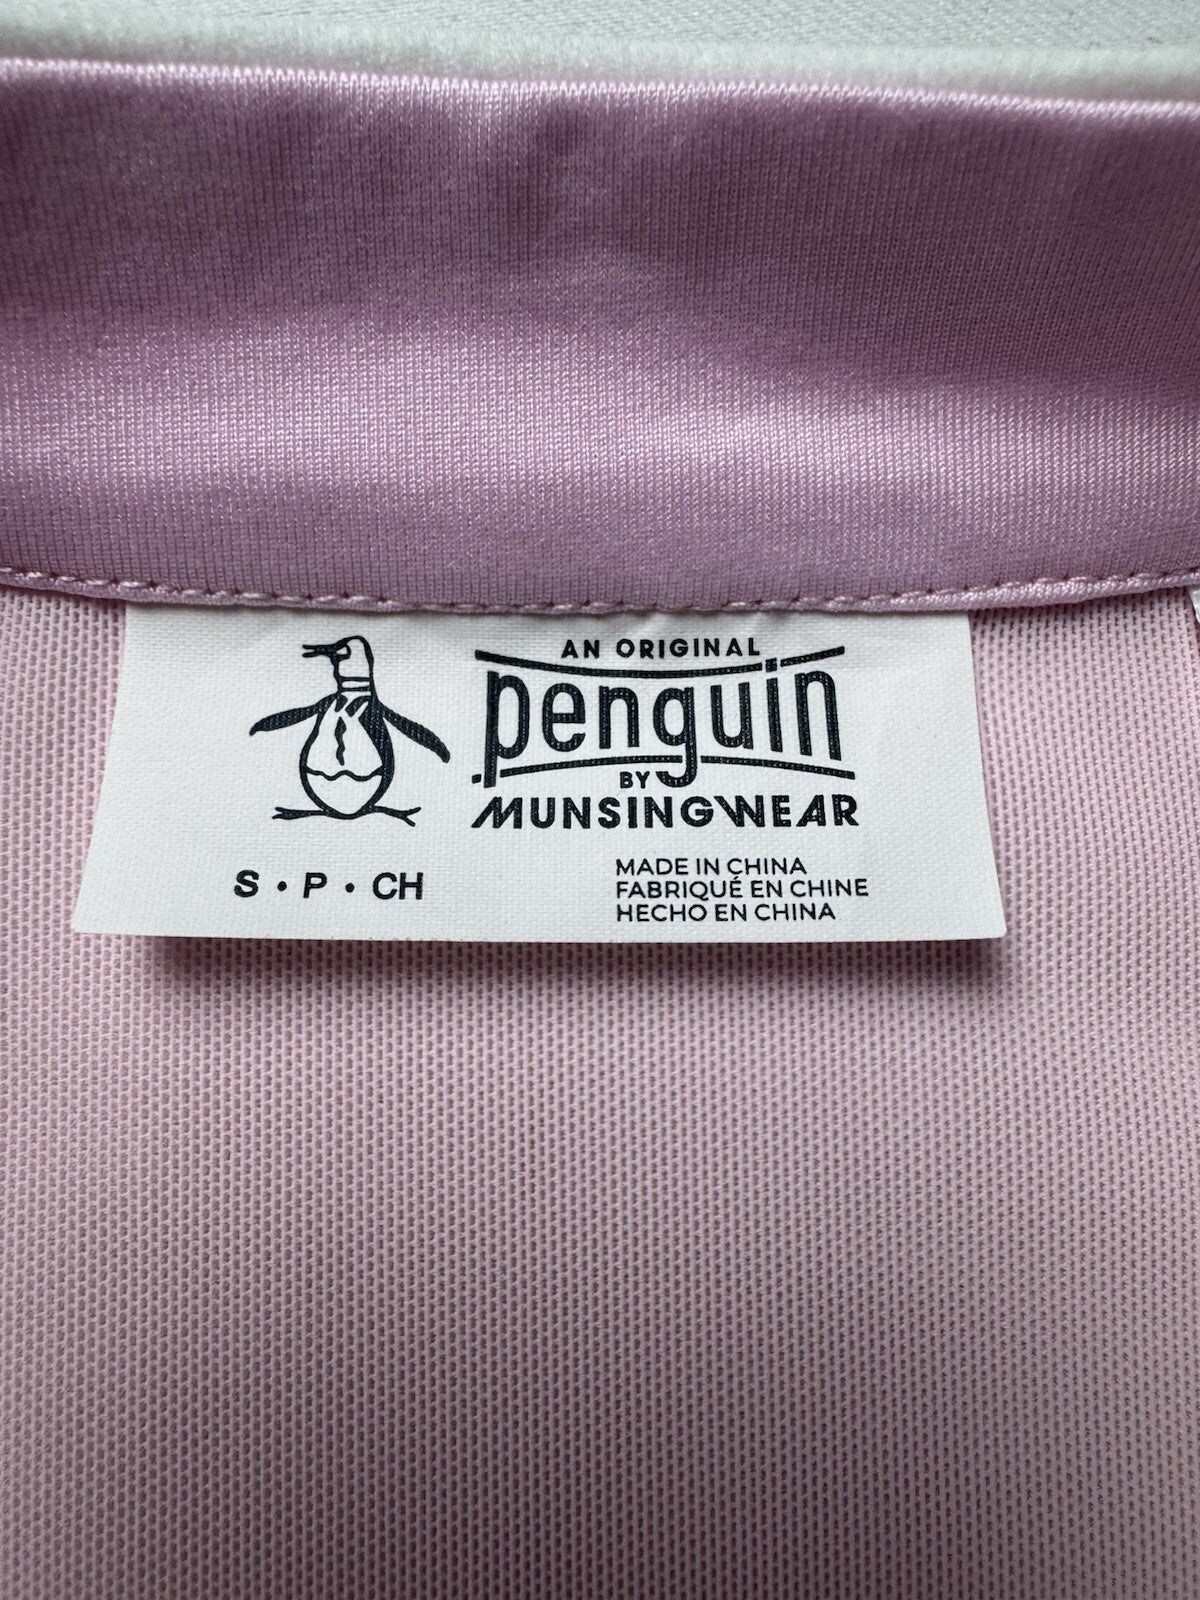 AN ORIGINAL
penguin
BY
MUNSINGWEAR
S • P • CH
MADE IN CHINA
FABRIQUÉ EN CHINE
HECHO EN CHINA